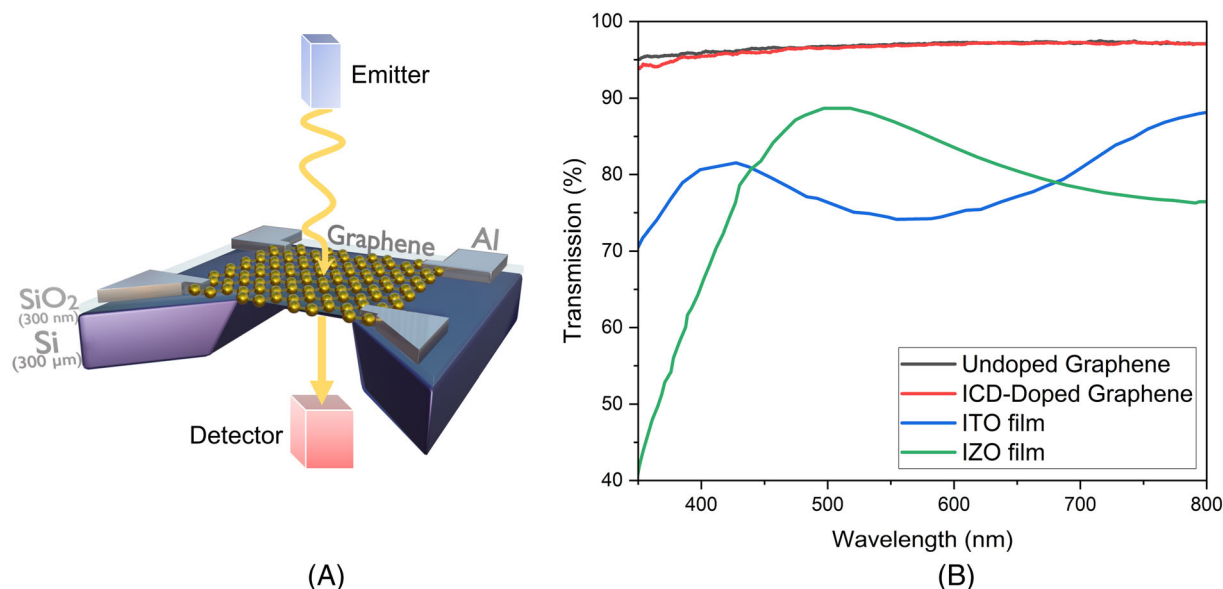 Emitter
Graphene
Al
SiO2
(300 nm)
Si
(300 μm)
Detector
(A)
Transmission (%)
100
90
80
70
60
50
40
Undoped Graphene
ICD-Doped Graphene
ITO film
IZO film
400 500 600 700 800
Wavelength (nm)
(B)